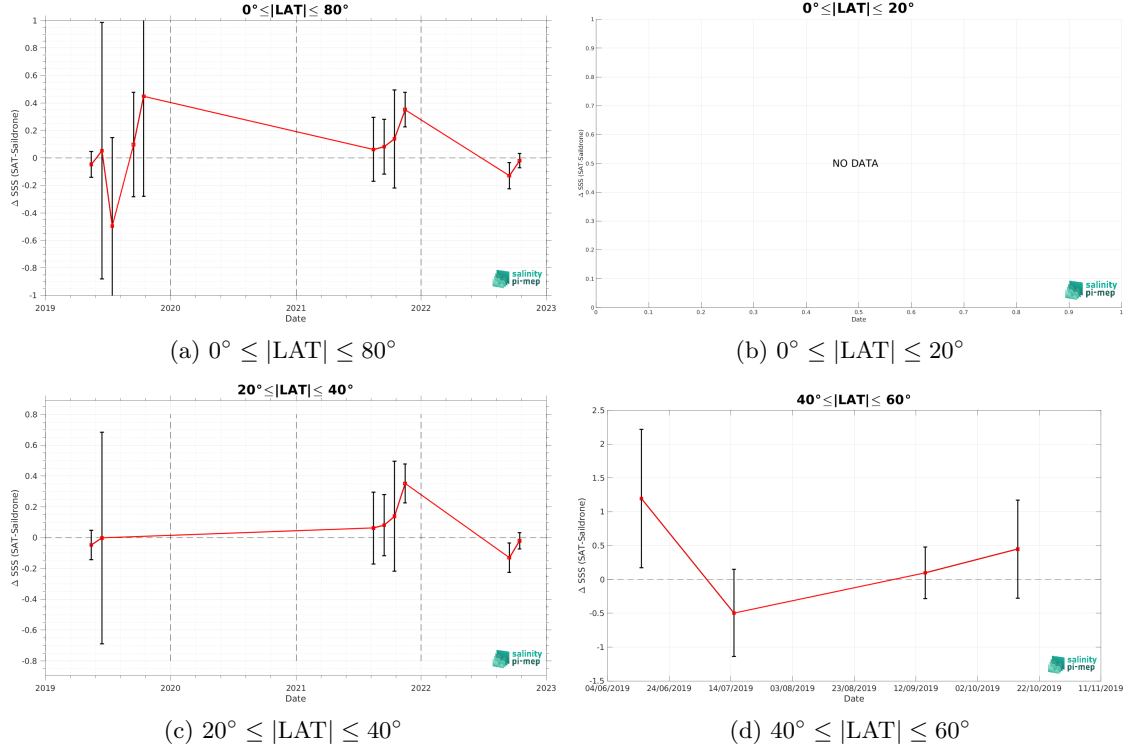 0°≤|LAT|≤ 80°
1
0.8
0.6
0.4
0.2
0
-0.2
-0.4
-0.6
-0.8
-1
Δ SSS (SAT-Saildrone)
2019
2020
2021
2022
2023
Date
salinity
pi-mep
(a) 0° ≤ |LAT| ≤ 80°
0°≤|LAT|≤ 20°
1
0.9
0.8
0.7
0.6
0.5
0.4
0.3
0.2
0.1
0
Δ SSS (SAT-Saildrone)
NO DATA
0
0.1
0.2
0.3
0.4
0.5
0.6
0.7
0.8
0.9
1
Date
salinity
pi-mep
(b) 0° ≤ |LAT| ≤ 20°
20°≤|LAT|≤ 40°
0.8
0.6
0.4
0.2
0
-0.2
-0.4
-0.6
-0.8
Δ SSS (SAT-Saildrone)
2019
2020
2021
2022
2023
Date
salinity
pi-mep
(c) 20° ≤ |LAT| ≤ 40°
40°≤|LAT|≤ 60°
2.5
2
1.5
1
0.5
0
-0.5
-1
-1.5
Δ SSS (SAT-Saildrone)
04/06/2019
24/06/2019
14/07/2019
03/08/2019
23/08/2019
12/09/2019
02/10/2019
22/10/2019
11/11/2019
Date
salinity
pi-mep
(d) 40° ≤ |LAT| ≤ 60°